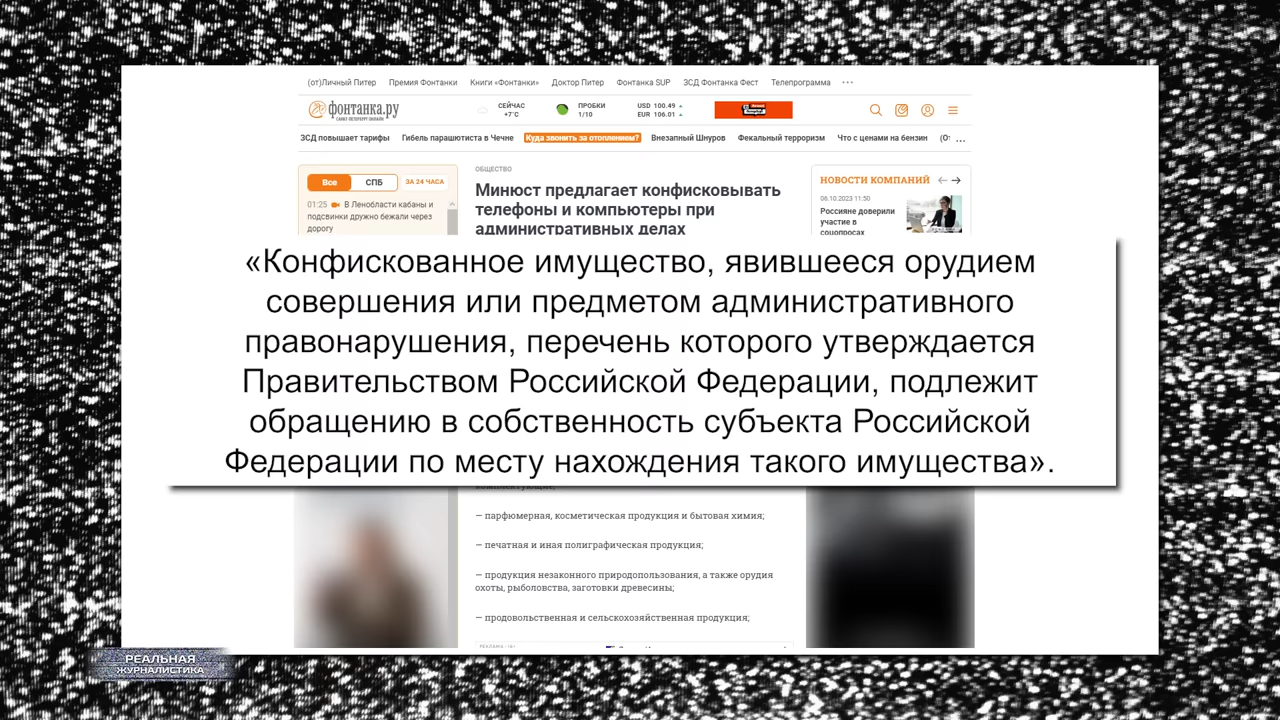 (от)Личный Питер Премия Фонтанки Книги «Фонтанки» Доктор Питер Фонтанка SUP ЗСД Фонтанка Фест Телепрограмма
фонтанка.ру
САНКТ-ПЕТЕРБУРГ ОНЛАЙН
СЕЙЧАС
+7°C
ПРОБКИ
1/10
USD 100.49
EUR 106.01
ЗСД повышает тарифы Гибель парашютиста в Чечне Куда звонить за отоплением? Внезапный Шнуров Фекальный терроризм Что с ценами на бензин
Все СПБ ЗА 24 ЧАСА
01:25 В Ленобласти кабаны и
подсвинки дружно бежали через
дорогу
ОБЩЕСТВО
Минюст предлагает конфисковывать
телефоны и компьютеры при
административных делах
НОВОСТИ КОМПАНИЙ
06.10.2023 11:50
Россияне доверили
участие в
соцопросах
«Конфискованное имущество, явившееся орудием
совершения или предметом административного
правонарушения, перечень которого утверждается
Правительством Российской Федерации, подлежит
обращению в собственность субъекта Российской
Федерации по месту нахождения такого имущества».
— парфюмерная, косметическая продукция и бытовая химия;
— печатная и иная полиграфическая продукция;
— продукция незаконного природопользования, а также орудия
охоты, рыболовства, заготовки древесины;
— продовольственная и сельскохозяйственная продукция;
РЕАЛЬНАЯ
ЖУРНАЛИСТИКА